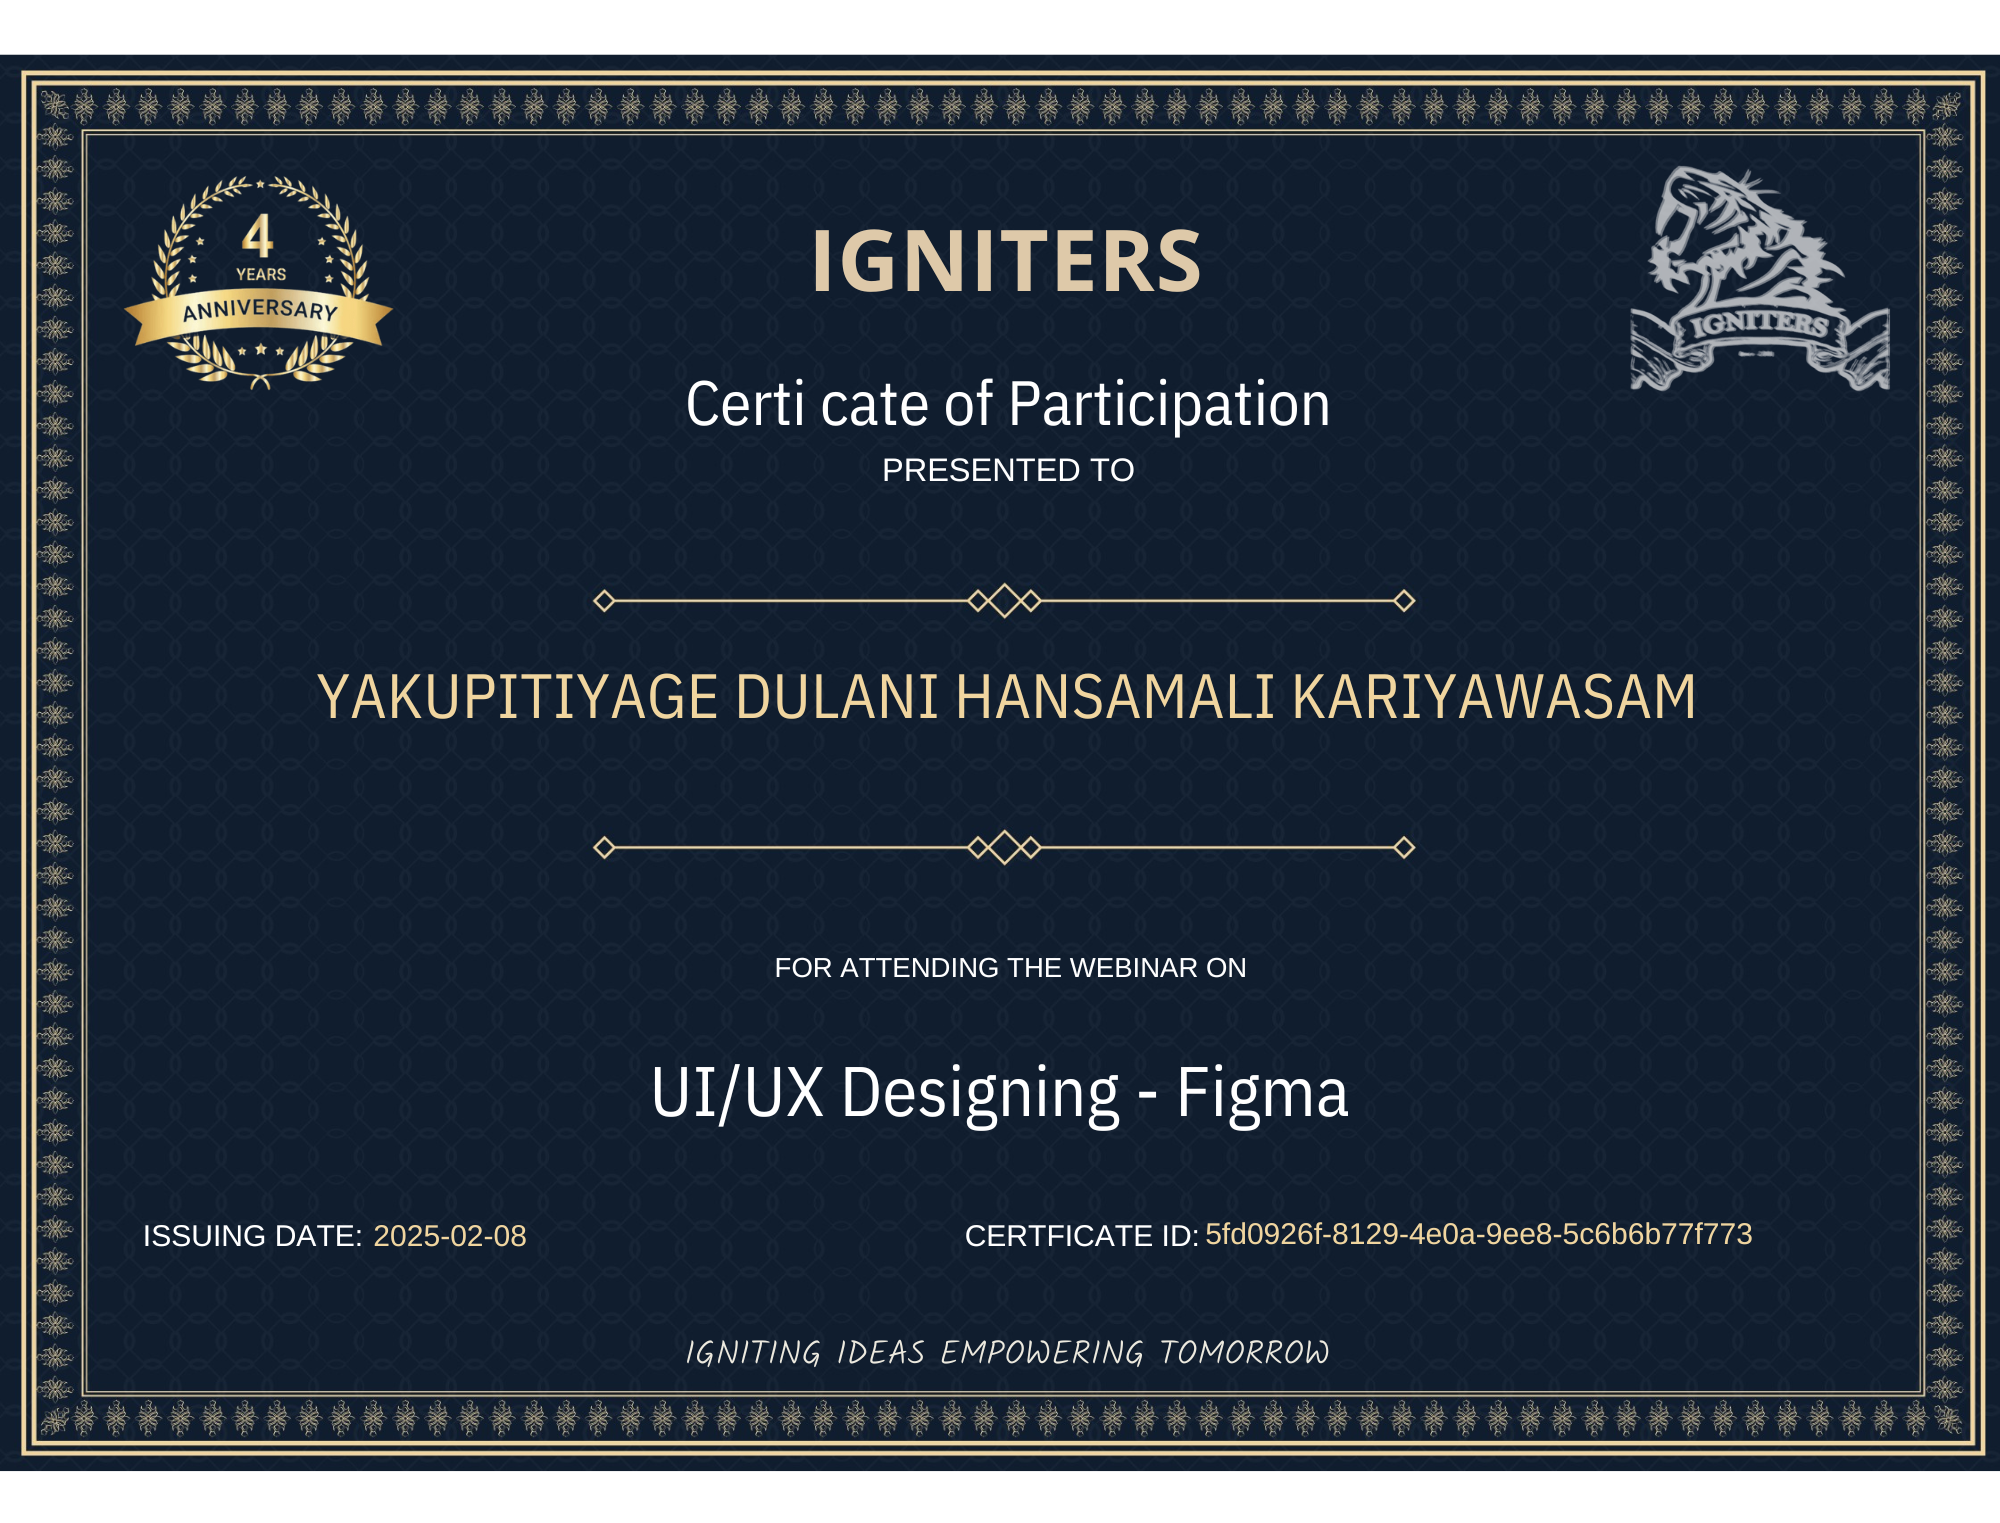 4
YEARS
ANNIVERSARY
IGNITERS
IGNITERS
Certi cate of Participation
PRESENTED TO
YAKUPITIYAGE DULANI HANSAMALI KARIYAWASAM
FOR ATTENDING THE WEBINAR ON
UI/UX Designing - Figma
ISSUING DATE: 2025-02-08
CERTFICATE ID: 5fd0926f-8129-4e0a-9ee8-5c6b6b77f773
IGNITING IDEAS EMPOWERING TOMORROW